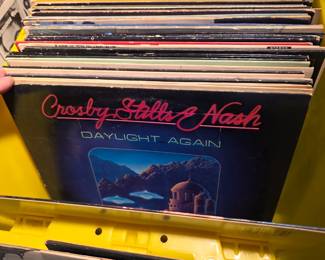 Crosby, Stills & Nash
DAYLIGHT AGAIN